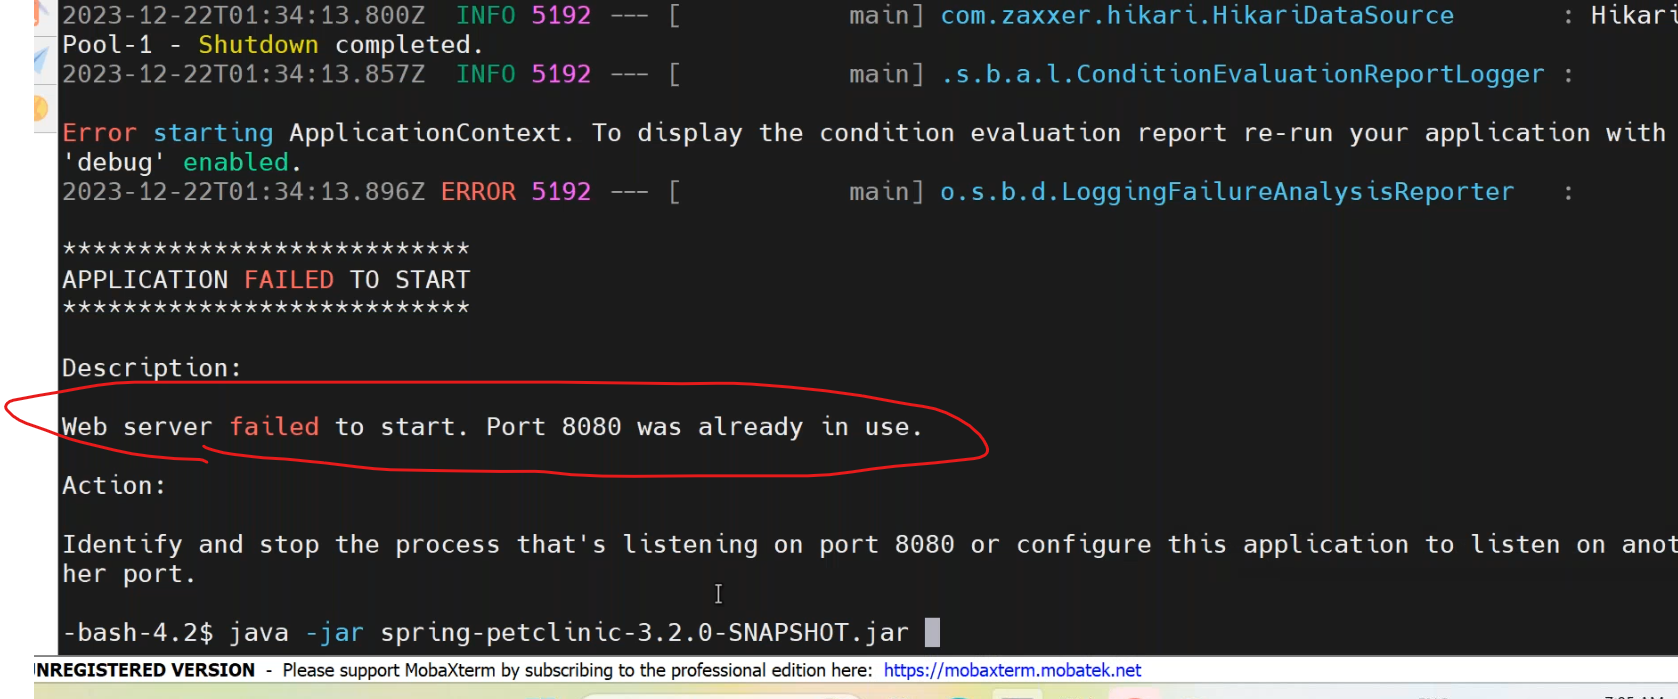 2023-12-22T01:34:13.800Z  INFO 5192 --- [           main] com.zaxxer.hikari.HikariDataSource       : Hikari
Pool-1 - Shutdown completed.
2023-12-22T01:34:13.857Z  INFO 5192 --- [           main] .s.b.a.l.ConditionEvaluationReportLogger :
Error starting ApplicationContext. To display the condition evaluation report re-run your application with
'debug' enabled.
2023-12-22T01:34:13.896Z ERROR 5192 --- [           main] o.s.b.d.LoggingFailureAnalysisReporter   :
***************************
APPLICATION FAILED TO START
***************************
Description:
Web server failed to start. Port 8080 was already in use.
Action:
Identify and stop the process that's listening on port 8080 or configure this application to listen on anot
her port.
-bash-4.2$ java -jar spring-petclinic-3.2.0-SNAPSHOT.jar
UNREGISTERED VERSION - Please support MobaXterm by subscribing to the professional edition here: https://mobaxterm.mobatek.net